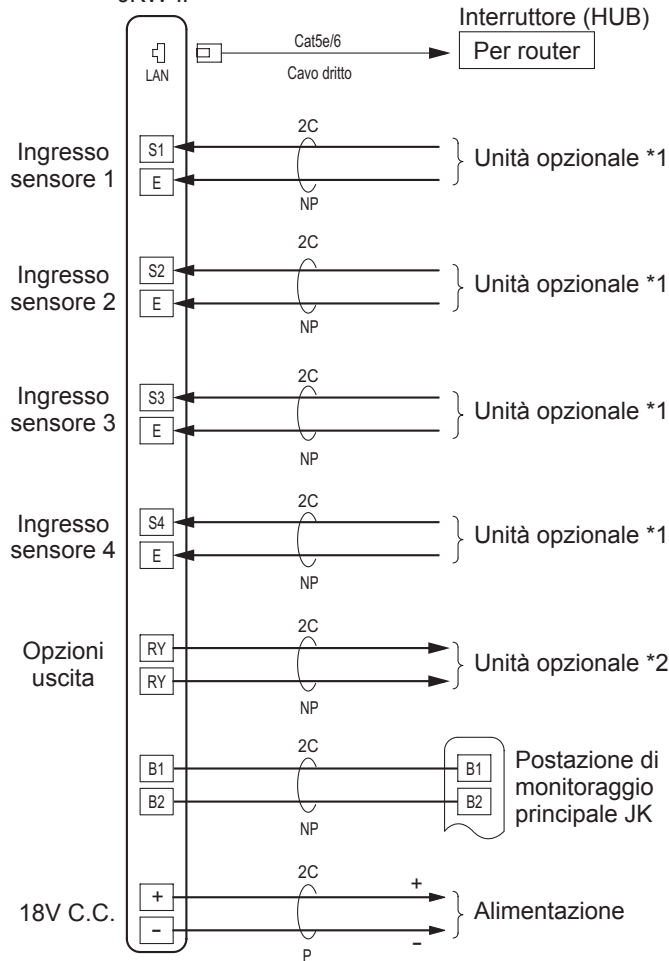 Interruttore (HUB)
Cat5e/6
Per router
LAN
Cavo dritto
2C
Ingresso
sensore 1
S1
E
Unità opzionale *1
NP
2C
Ingresso
sensore 2
S2
E
Unità opzionale *1
NP
2C
Ingresso
sensore 3
S3
E
Unità opzionale *1
NP
2C
Ingresso
sensore 4
S4
E
Unità opzionale *1
NP
2C
Opzioni
uscita
RY
RY
Unità opzionale *2
NP
2C
B1
B2
B1
B2
Postazione di
monitoraggio
principale JK
NP
2C
18V C.C.
+
-
+
-
Alimentazione
P